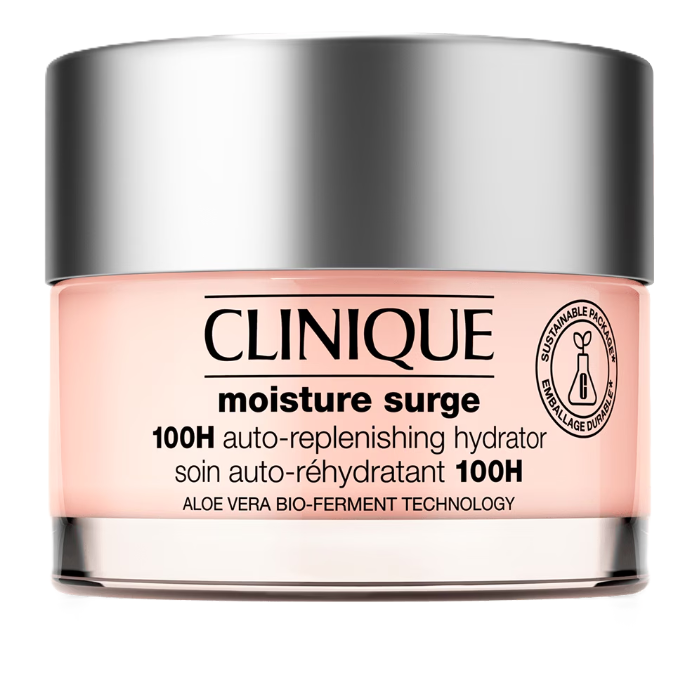 CLINIQUE
moisture surge
100H auto-replenishing hydrator
soin auto-réhydratant 100H
ALOE VERA BIO-FERMENT TECHNOLOGY
SUSTAINABLE PACKAGE*
C
EMBALLAGE DURABLE*